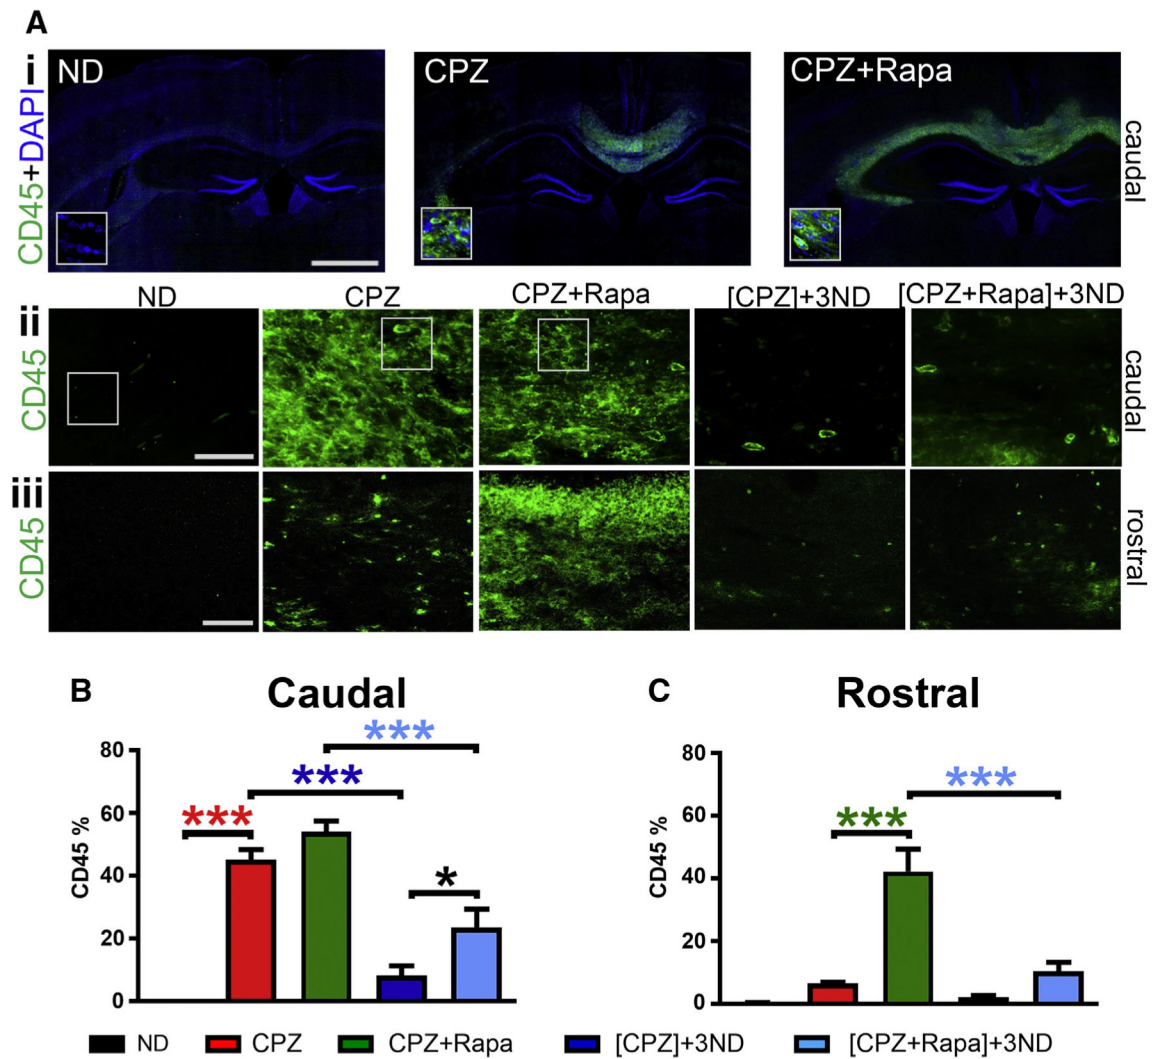 A
i
CD45+DAPI
ND
CPZ
CPZ+Rapa
caudal
ND
CPZ
CPZ+Rapa
[CPZ]+3ND
[CPZ+Rapa]+3ND
ii
CD45
caudal
iii
CD45
rostral
B
Caudal
CD45 %
80
60
40
20
0
***
***
***
*
C
Rostral
CD45 %
80
60
40
20
0
***
***
ND
CPZ
CPZ+Rapa
[CPZ]+3ND
[CPZ+Rapa]+3ND